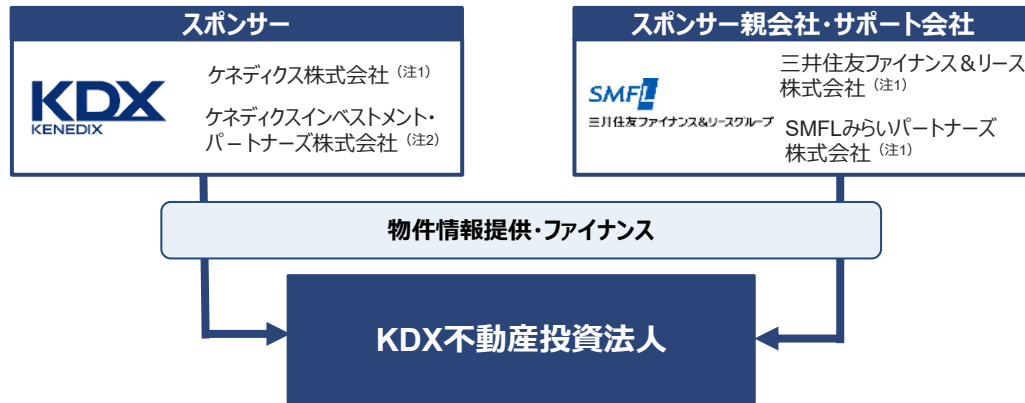 スポンサー
KDX
KENEDIX
ケネディクス株式会社（注1）
ケネディクスインベストメント・
パートナーズ株式会社（注2）
スポンサー親会社・サポート会社
SMFL
三井住友ファイナンス&リースグループ
三井住友ファイナンス＆リース
株式会社（注1）
SMFLみらいパートナーズ
株式会社（注1）
物件情報提供・ファイナンス
KDX不動産投資法人